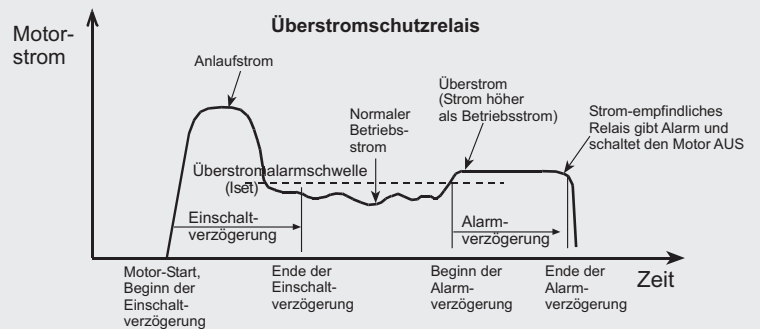 Überstromschutzrelais
Motor-
strom
Anlaufstrom
Normaler
Betriebs-
strom
Überstrom
(Strom höher
als Betriebsstrom)
Strom-empfindliches
Relais gibt Alarm und
schaltet den Motor AUS
Überstromalarmschwelle
(Iset)
Einschalt-
verzögerung
Alarm-
verzögerung
Motor-Start,
Beginn der
Einschalt-
verzögerung
Ende der
Einschalt-
verzögerung
Beginn der
Alarm-
verzögerung
Ende der
Alarm-
verzögerung
Zeit